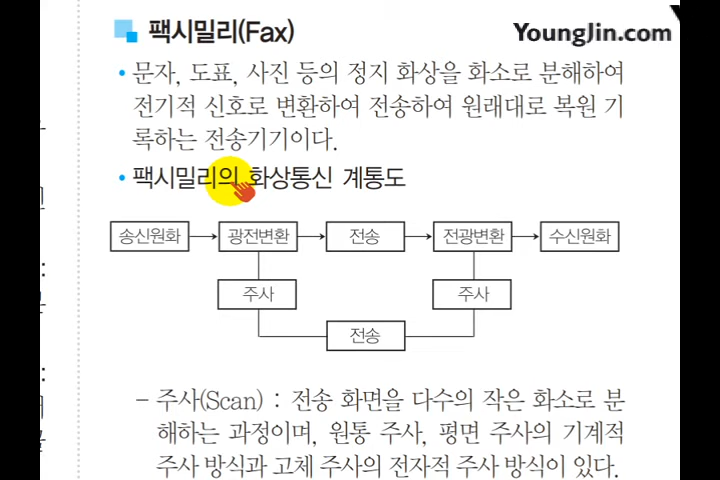 팩시밀리(Fax)
YoungJin.com
• 문자, 도표, 사진 등의 정지 화상을 화소로 분해하여
전기적 신호로 변환하여 전송하여 원래대로 복원 기
록하는 전송기기이다.
• 팩시밀리의 화상통신 계통도
송신원화 광전변환 전송 전광변환 수신원화
주사 주사
전송
– 주사(Scan) : 전송 화면을 다수의 작은 화소로 분
해하는 과정이며, 원통 주사, 평면 주사의 기계적
주사 방식과 고체 주사의 전자적 주사 방식이 있다.